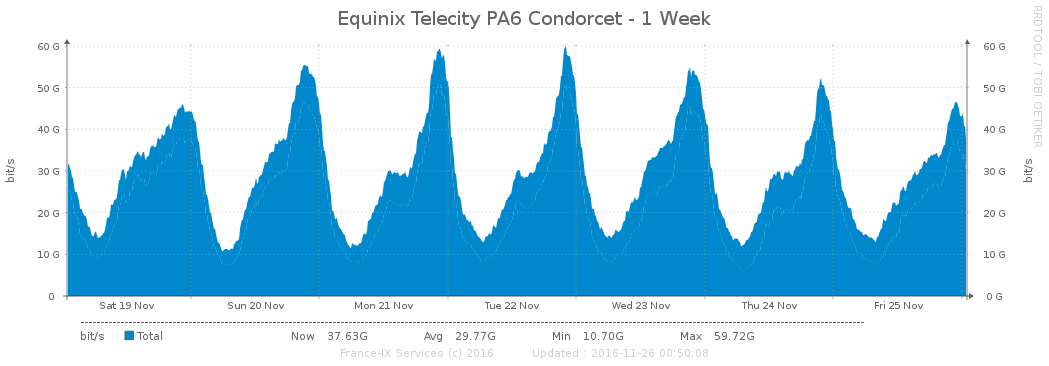 Equinix Telecity PA6 Condorcet - 1 Week
RRDTOOL / TOBI OETIKER
60 G 60 G
50 G 50 G
40 G 40 G
30 G 30 G
20 G 20 G
10 G 10 G
0 0 G
bit/s bit/s
Sat 19 Nov Sun 20 Nov Mon 21 Nov Tue 22 Nov Wed 23 Nov Thu 24 Nov Fri 25 Nov
bit/s Total Now 37.63G Avg 29.77G Min 10.70G Max 59.72G
France-IX Services (c) 2016 Updated : 2016-11-26 00:50:08